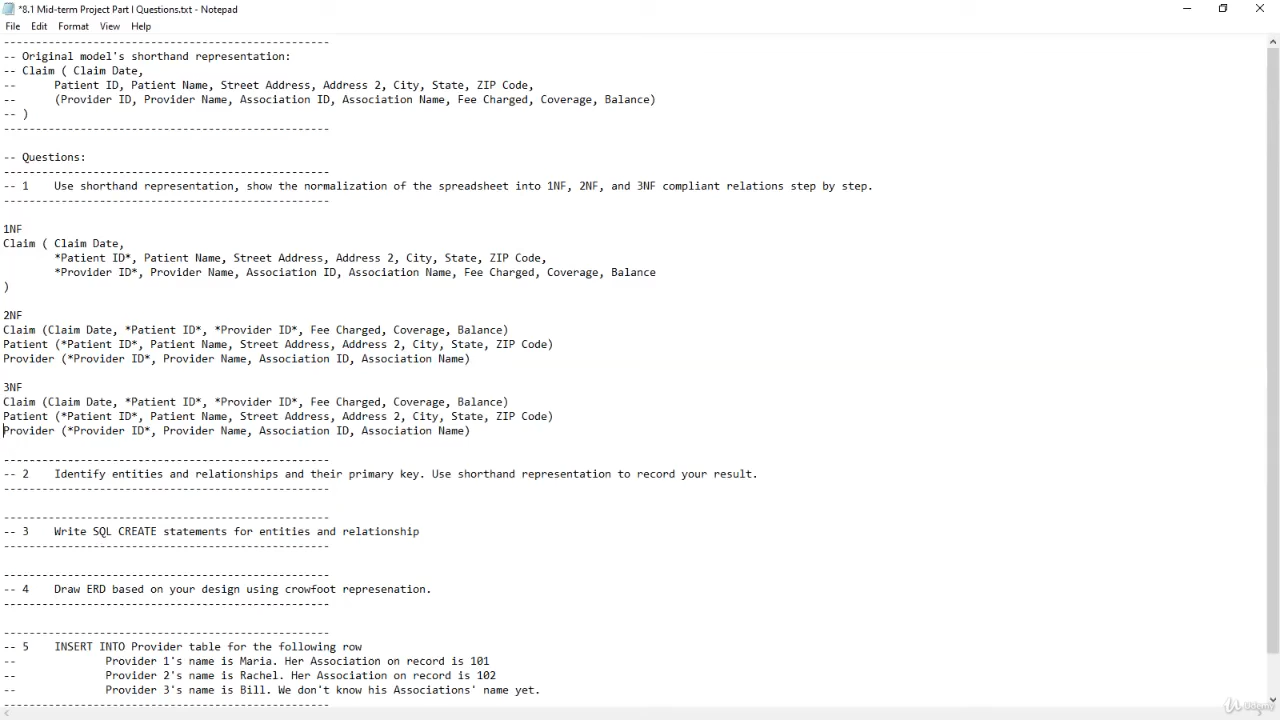 *8.1 Mid-term Project Part I Questions.txt - Notepad
File Edit Format View Help
---------------------------------------------------
-- Original model's shorthand representation:
-- Claim ( Claim Date,
--      Patient ID, Patient Name, Street Address, Address 2, City, State, ZIP Code,
--      (Provider ID, Provider Name, Association ID, Association Name, Fee Charged, Coverage, Balance)
-- )
---------------------------------------------------
-- Questions:
---------------------------------------------------
-- 1    Use shorthand representation, show the normalization of the spreadsheet into 1NF, 2NF, and 3NF compliant relations step by step.
---------------------------------------------------
1NF
Claim ( Claim Date,
        *Patient ID*, Patient Name, Street Address, Address 2, City, State, ZIP Code,
        *Provider ID*, Provider Name, Association ID, Association Name, Fee Charged, Coverage, Balance
)
2NF
Claim (Claim Date, *Patient ID*, *Provider ID*, Fee Charged, Coverage, Balance)
Patient (*Patient ID*, Patient Name, Street Address, Address 2, City, State, ZIP Code)
Provider (*Provider ID*, Provider Name, Association ID, Association Name)
3NF
Claim (Claim Date, *Patient ID*, *Provider ID*, Fee Charged, Coverage, Balance)
Patient (*Patient ID*, Patient Name, Street Address, Address 2, City, State, ZIP Code)
Provider (*Provider ID*, Provider Name, Association ID, Association Name)
---------------------------------------------------
-- 2    Identify entities and relationships and their primary key. Use shorthand representation to record your result.
---------------------------------------------------
---------------------------------------------------
-- 3    Write SQL CREATE statements for entities and relationship
---------------------------------------------------
---------------------------------------------------
-- 4    Draw ERD based on your design using crowfoot represenation.
---------------------------------------------------
---------------------------------------------------
-- 5    INSERT INTO Provider table for the following row
--              Provider 1's name is Maria. Her Association on record is 101
--              Provider 2's name is Rachel. Her Association on record is 102
--              Provider 3's name is Bill. We don't know his Associations' name yet.
---------------------------------------------------
Udemy